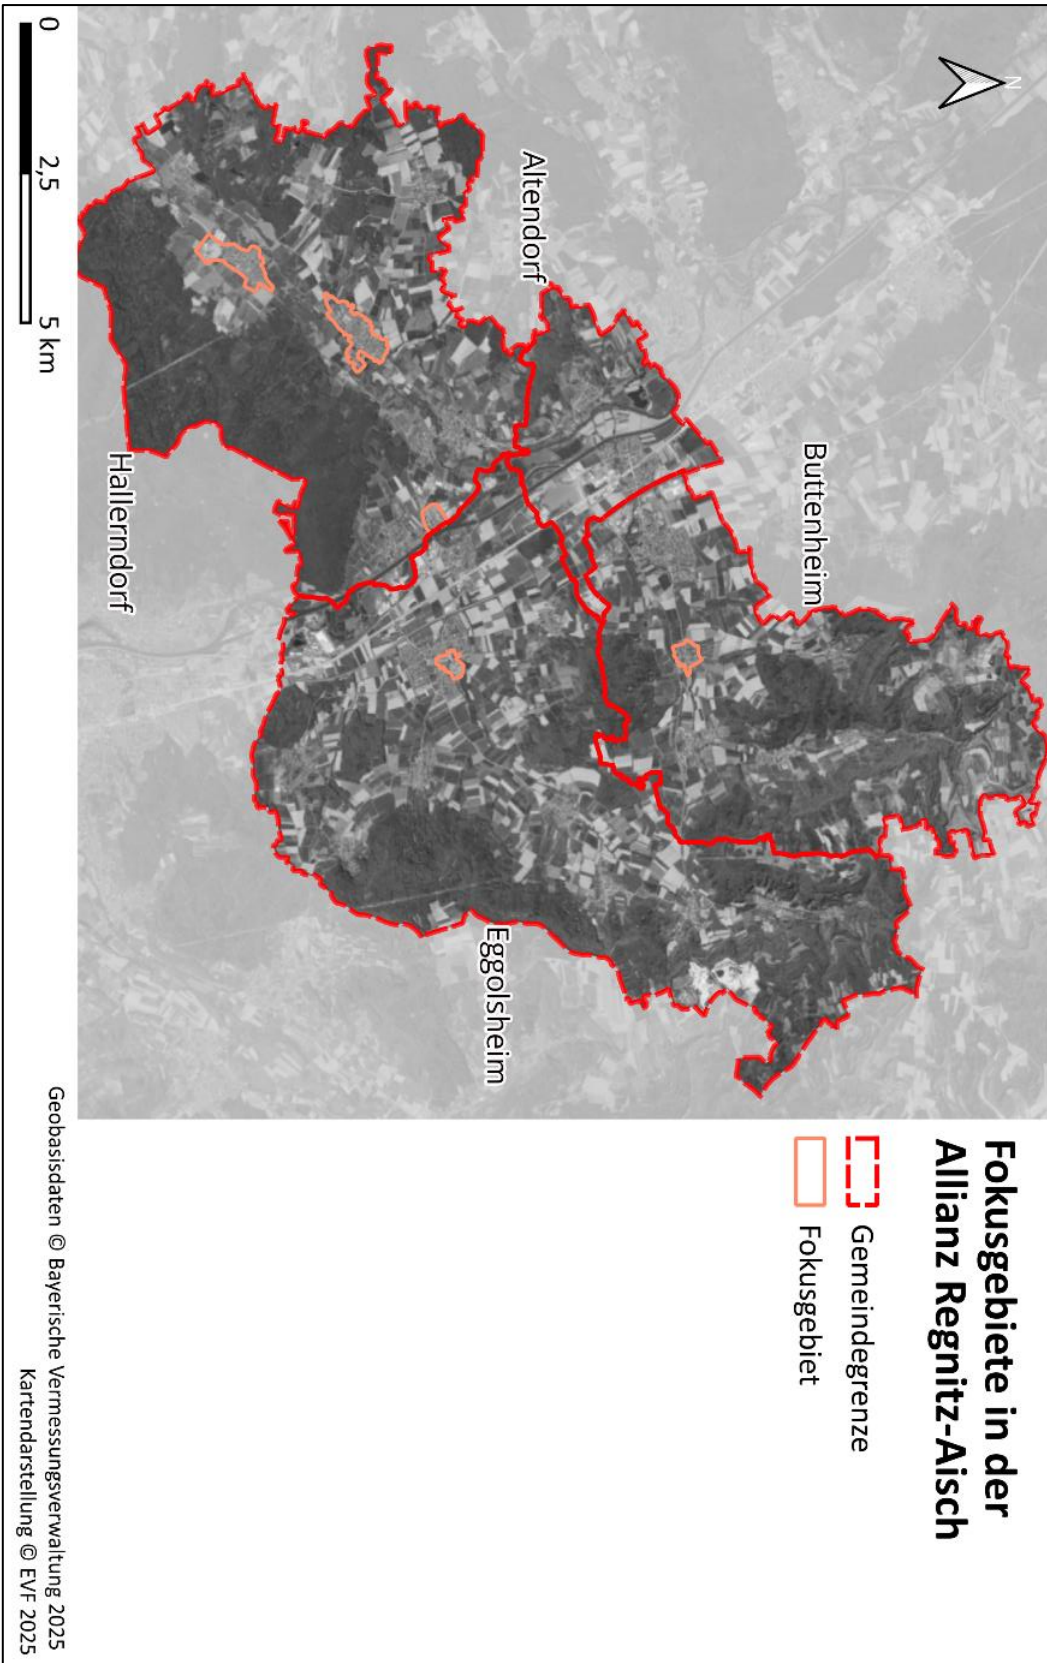 Fokusgebiete in der
Allianz Regnitz-Aisch
Gemeindegrenze
Fokusgebiet
N
Buttenheim
Altendorf
Eggolsheim
Hallerndorf
0 2,5 5 km
Geobasisdaten © Bayerische Vermessungsverwaltung 2025
Kartendarstellung © EVF 2025